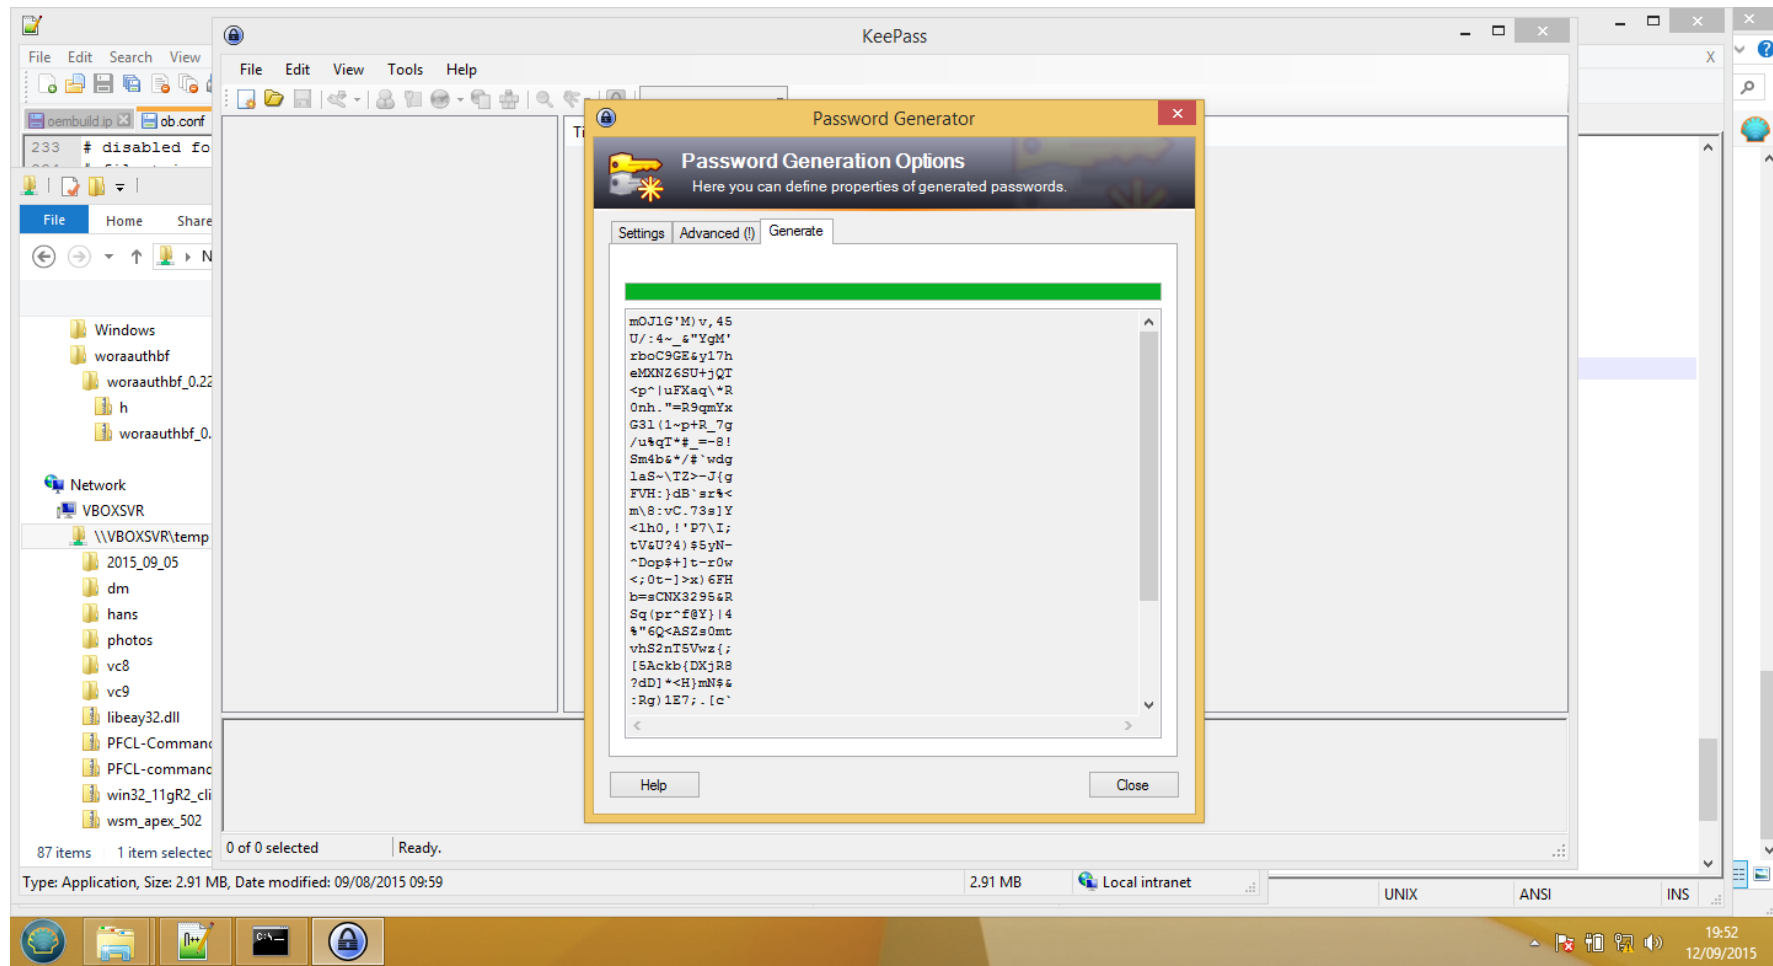 KeePass
File Edit Search View
File Edit View Tools Help
oembuild.ip ob.conf
233 # disabled fo
Password Generator
Password Generation Options
Here you can define properties of generated passwords.
File Home Share
Settings Advanced (!) Generate
N
mOJlG'M)v,45
U/:4~_&"YgM'
rboC9GE&y17h
eMXNZ6SU+jQT
<p^|uFXaq\*R
0nh."=R9qmYx
G3l(1~p+R_7g
/u%qT*#_=-8!
Sm4b&*/#`wdg
laS~\TZ>-J{g
FVH:}dB`sr%<
m\8:vC.73s]Y
<lh0,!'P7\I;
tV&U?4)$5yN-
^Dop$+]t-r0w
<;0t-]>x)6FH
b=sCNX3295&R
Sq(pr^f@Y}|4
%"6Q<ASZs0mt
vhS2nT5Vwz{;
[5Ackb{DXjR8
?dD]*<H}mN$&
:Rg)1E7;.[c`
Windows
woraauthbf
woraauthbf_0.22
h
woraauthbf_0.
Network
VBOXSVR
\\VBOXSVR\temp
2015_09_05
dm
hans
photos
vc8
vc9
libeay32.dll
PFCL-Command
PFCL-command
win32_11gR2_cli
wsm_apex_502
Help Close
87 items 1 item selected
0 of 0 selected Ready.
Type: Application, Size: 2.91 MB, Date modified: 09/08/2015 09:59 2.91 MB Local intranet
UNIX ANSI INS
19:52
12/09/2015